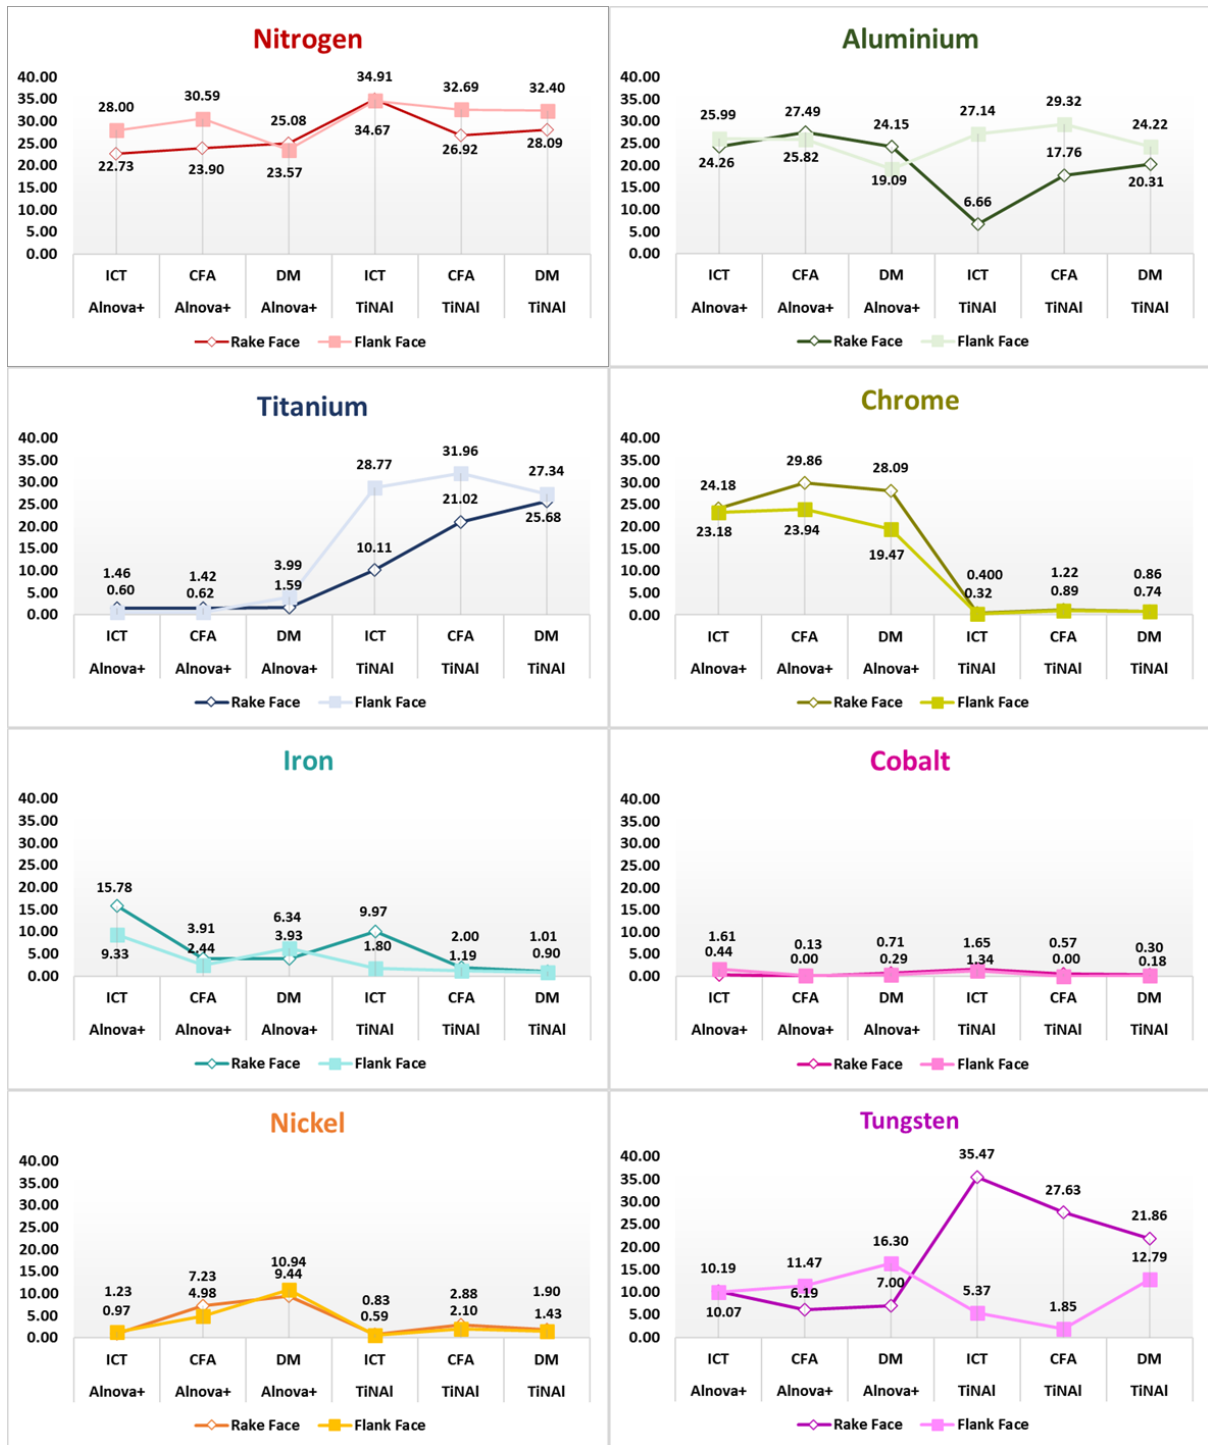 Nitrogen
40.00
35.00
30.00
25.00
20.00
15.00
10.00
5.00
0.00
28.00 30.59 25.08 34.91 32.69 32.40
22.73 23.90 23.57 34.67 26.92 28.09
ICT CFA DM ICT CFA DM
Alnova+ Alnova+ Alnova+ TiNAl TiNAl TiNAl
Rake Face Flank Face
Aluminium
40.00
35.00
30.00
25.00
20.00
15.00
10.00
5.00
0.00
25.99 27.49 24.15 27.14 29.32 24.22
24.26 25.82 19.09 6.66 17.76 20.31
ICT CFA DM ICT CFA DM
Alnova+ Alnova+ Alnova+ TiNAl TiNAl TiNAl
Rake Face Flank Face
Titanium
40.00
35.00
30.00
25.00
20.00
15.00
10.00
5.00
0.00
1.46 1.42 3.99 28.77 31.96 27.34
0.60 0.62 1.59 10.11 21.02 25.68
ICT CFA DM ICT CFA DM
Alnova+ Alnova+ Alnova+ TiNAl TiNAl TiNAl
Rake Face Flank Face
Chrome
40.00
35.00
30.00
25.00
20.00
15.00
10.00
5.00
0.00
24.18 29.86 28.09 0.400 1.22 0.86
23.18 23.94 19.47 0.32 0.89 0.74
ICT CFA DM ICT CFA DM
Alnova+ Alnova+ Alnova+ TiNAl TiNAl TiNAl
Rake Face Flank Face
Iron
40.00
35.00
30.00
25.00
20.00
15.00
10.00
5.00
0.00
15.78 3.91 6.34 9.97 2.00 1.01
9.33 2.44 3.93 1.80 1.19 0.90
ICT CFA DM ICT CFA DM
Alnova+ Alnova+ Alnova+ TiNAl TiNAl TiNAl
Rake Face Flank Face
Cobalt
40.00
35.00
30.00
25.00
20.00
15.00
10.00
5.00
0.00
1.61 0.13 0.71 1.65 0.57 0.30
0.44 0.00 0.29 1.34 0.00 0.18
ICT CFA DM ICT CFA DM
Alnova+ Alnova+ Alnova+ TiNAl TiNAl TiNAl
Rake Face Flank Face
Nickel
40.00
35.00
30.00
25.00
20.00
15.00
10.00
5.00
0.00
1.23 7.23 10.94 0.83 2.88 1.90
0.97 4.98 9.44 0.59 2.10 1.43
ICT CFA DM ICT CFA DM
Alnova+ Alnova+ Alnova+ TiNAl TiNAl TiNAl
Rake Face Flank Face
Tungsten
40.00
35.00
30.00
25.00
20.00
15.00
10.00
5.00
0.00
10.19 11.47 16.30 35.47 27.63 21.86
10.07 6.19 7.00 5.37 1.85 12.79
ICT CFA DM ICT CFA DM
Alnova+ Alnova+ Alnova+ TiNAl TiNAl TiNAl
Rake Face Flank Face